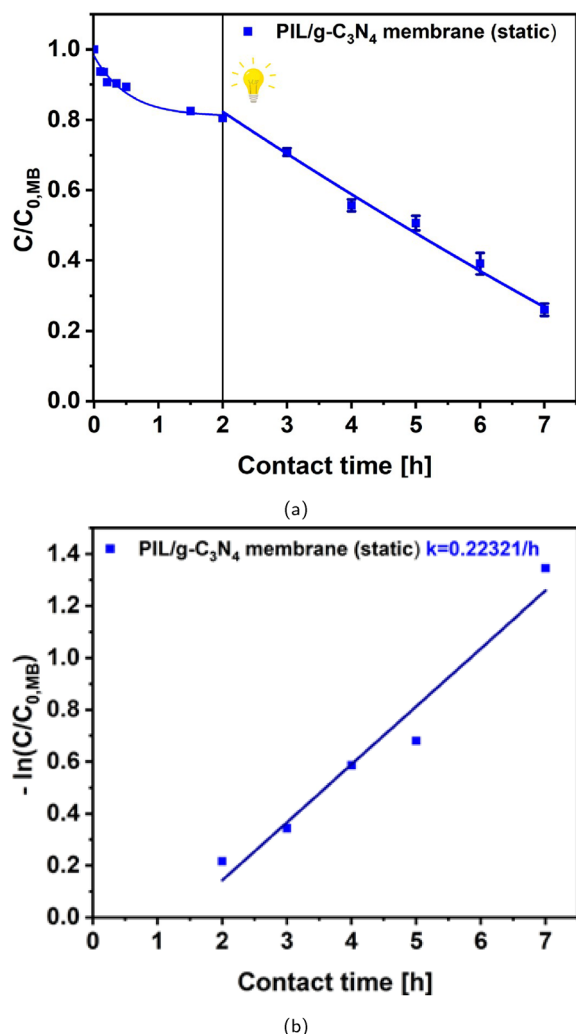 PIL/g-C₃N₄ membrane (static)
1.0
0.8
0.6
0.4
0.2
0.0
C/C₀,MB
0 1 2 3 4 5 6 7
Contact time [h]
(a)
PIL/g-C₃N₄ membrane (static) k=0.22321/h
1.4
1.2
1.0
0.8
0.6
0.4
0.2
0.0
- ln(C/C₀,MB)
0 1 2 3 4 5 6 7
Contact time [h]
(b)